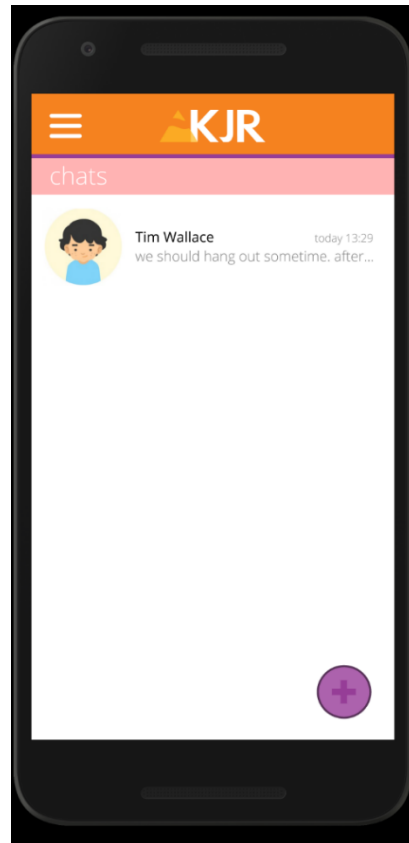 KJR
chats
Tim Wallace today 13:29
we should hang out sometime. after...